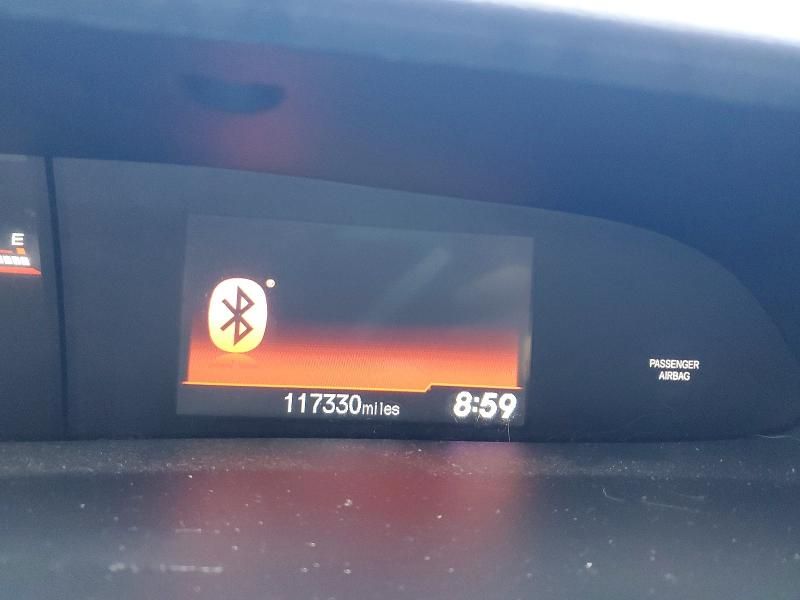 E
117330miles 8:59
PASSENGER
AIRBAG